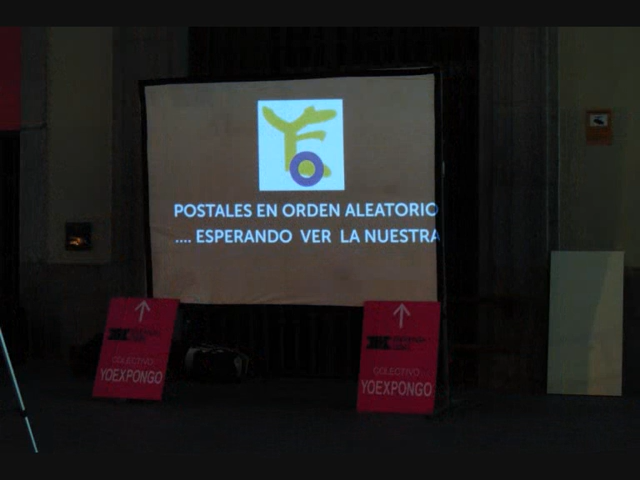 POSTALES EN ORDEN ALEATORIO
.... ESPERANDO VER LA NUESTRA
COLECTIVO
YOEXPONGO
COLECTIVO
YOEXPONGO